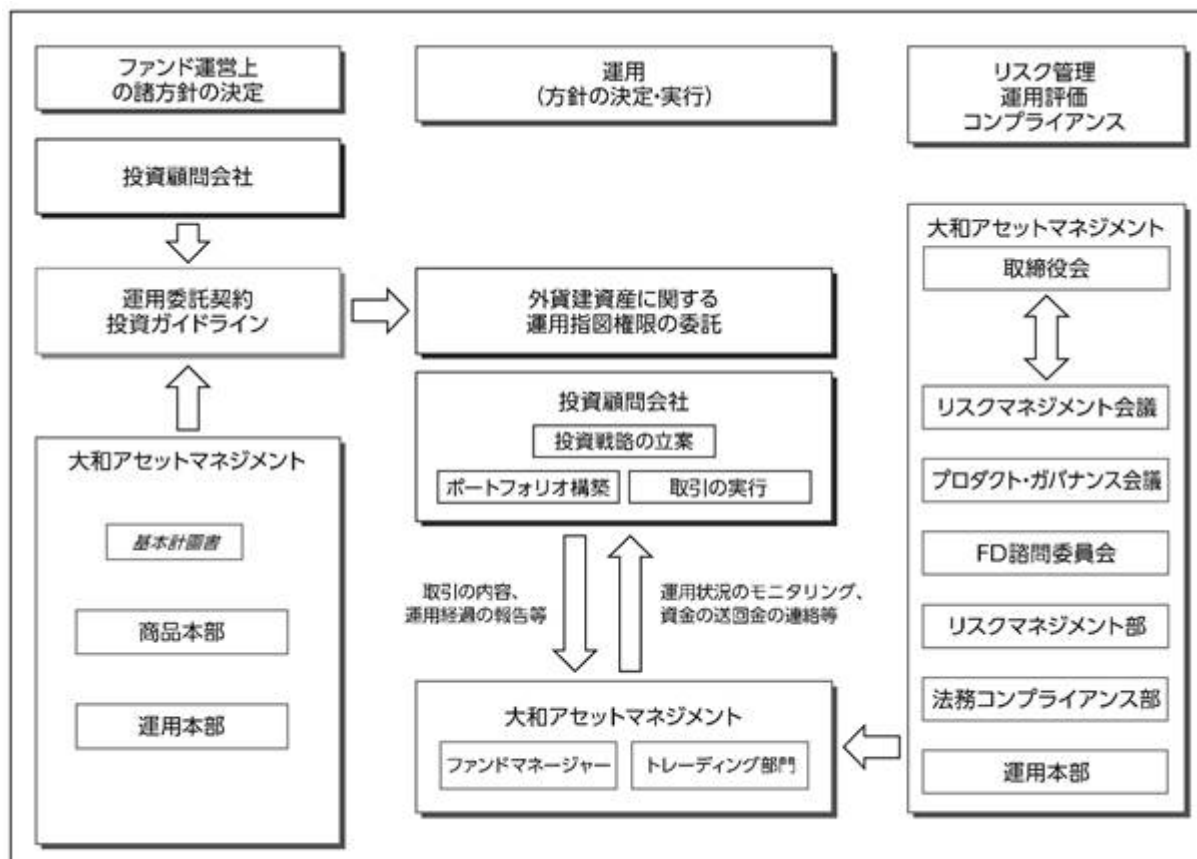 ファンド運営上
の諸方針の決定
運用
(方針の決定・実行)
リスク管理
運用評価
コンプライアンス
投資顧問会社
運用委託契約
投資ガイドライン
大和アセットマネジメント
基本計画書
商品本部
運用本部
外貨建資産に関する
運用指図権限の委託
投資顧問会社
投資戦略の立案
ポートフォリオ構築
取引の実行
取引の内容、
運用経過の報告等
運用状況のモニタリング、
資金の送回金の連絡等
大和アセットマネジメント
ファンドマネージャー
トレーディング部門
大和アセットマネジメント
取締役会
リスクマネジメント会議
プロダクト・ガバナンス会議
FD諮問委員会
リスクマネジメント部
法務コンプライアンス部
運用本部